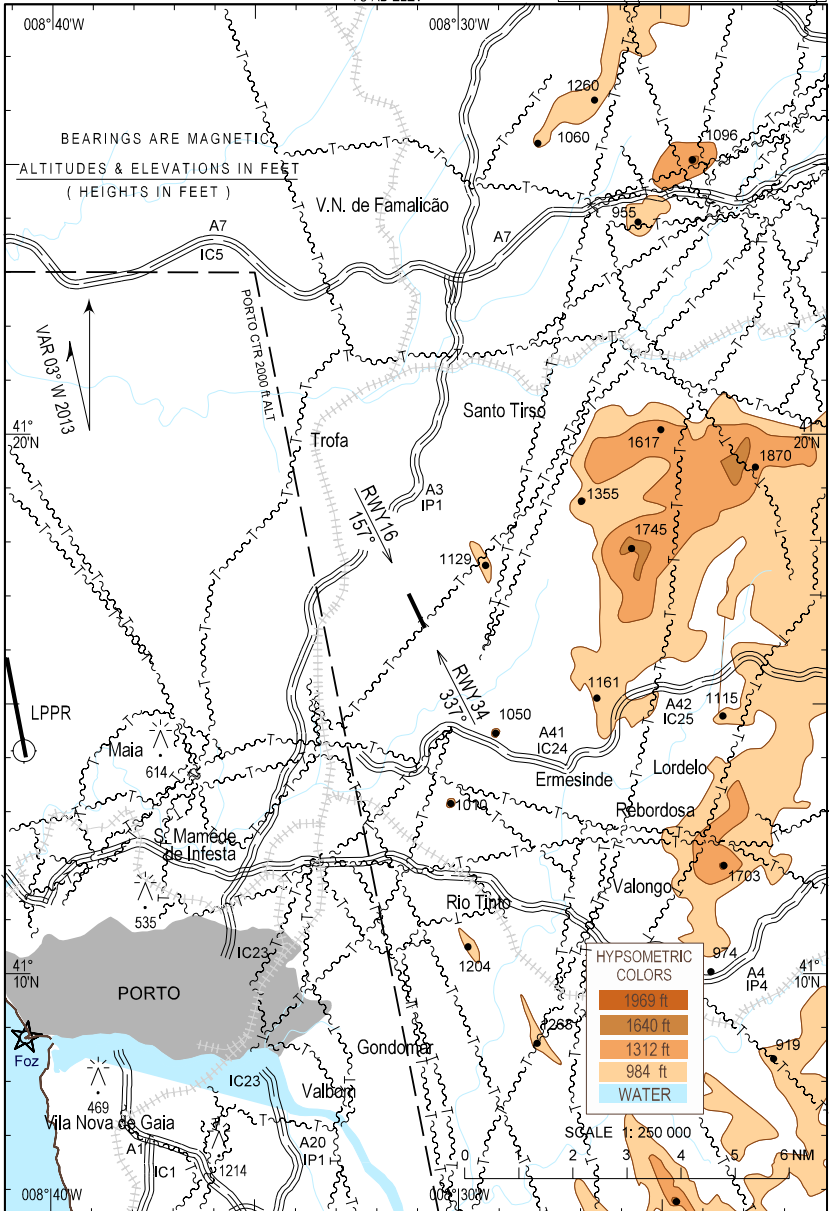 008° 40'W
008° 30'W
1260
1060
1096
BEARINGS ARE MAGNETIC
ALTITUDES & ELEVATIONS IN FEET
( HEIGHTS IN FEET )
V.N. de Famalicão
955
A7
IC5
A7
PORTO CTR 2000 ft ALT
VAR 03° W 2013
Santo Tirso
41°
20'N
Trofa
1617
41°
20'N
1870
A3
IP1
1355
RWY16
157°
1745
1129
RWY34
337°
1161
A42
IC25
1115
LPPR
1050
A41
IC24
Maia
614
Ermesinde
Lordelo
1010
Rebordosa
S. Mamede
de Infesta
1703
Valongo
Rio Tinto
535
IC23
1204
974
41°
10'N
HYPSOMETRIC
COLORS
1969 ft
1640 ft
1312 ft
984 ft
WATER
A4
IP4
41°
10'N
PORTO
Foz
Gondomar
919
IC23
Valbom
469
Vila Nova de Gaia
A1
IC1
1214
A20
IP1
SCALE 1: 250 000
0 2 3 4 5 6 NM
008° 40'W
008° 30'W